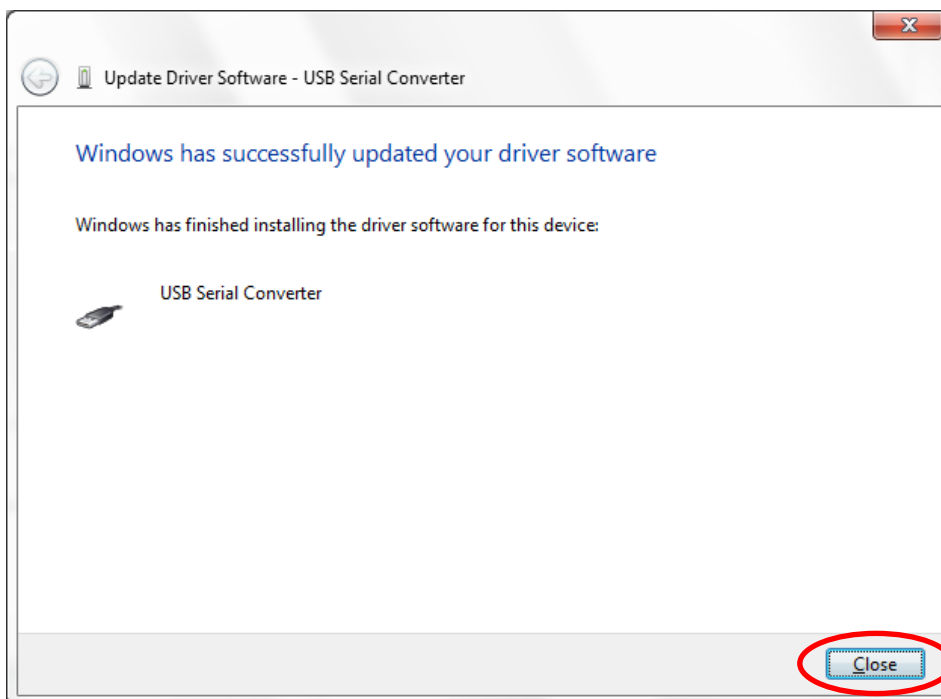 Update Driver Software - USB Serial Converter
Windows has successfully updated your driver software
Windows has finished installing the driver software for this device:
USB Serial Converter
Close